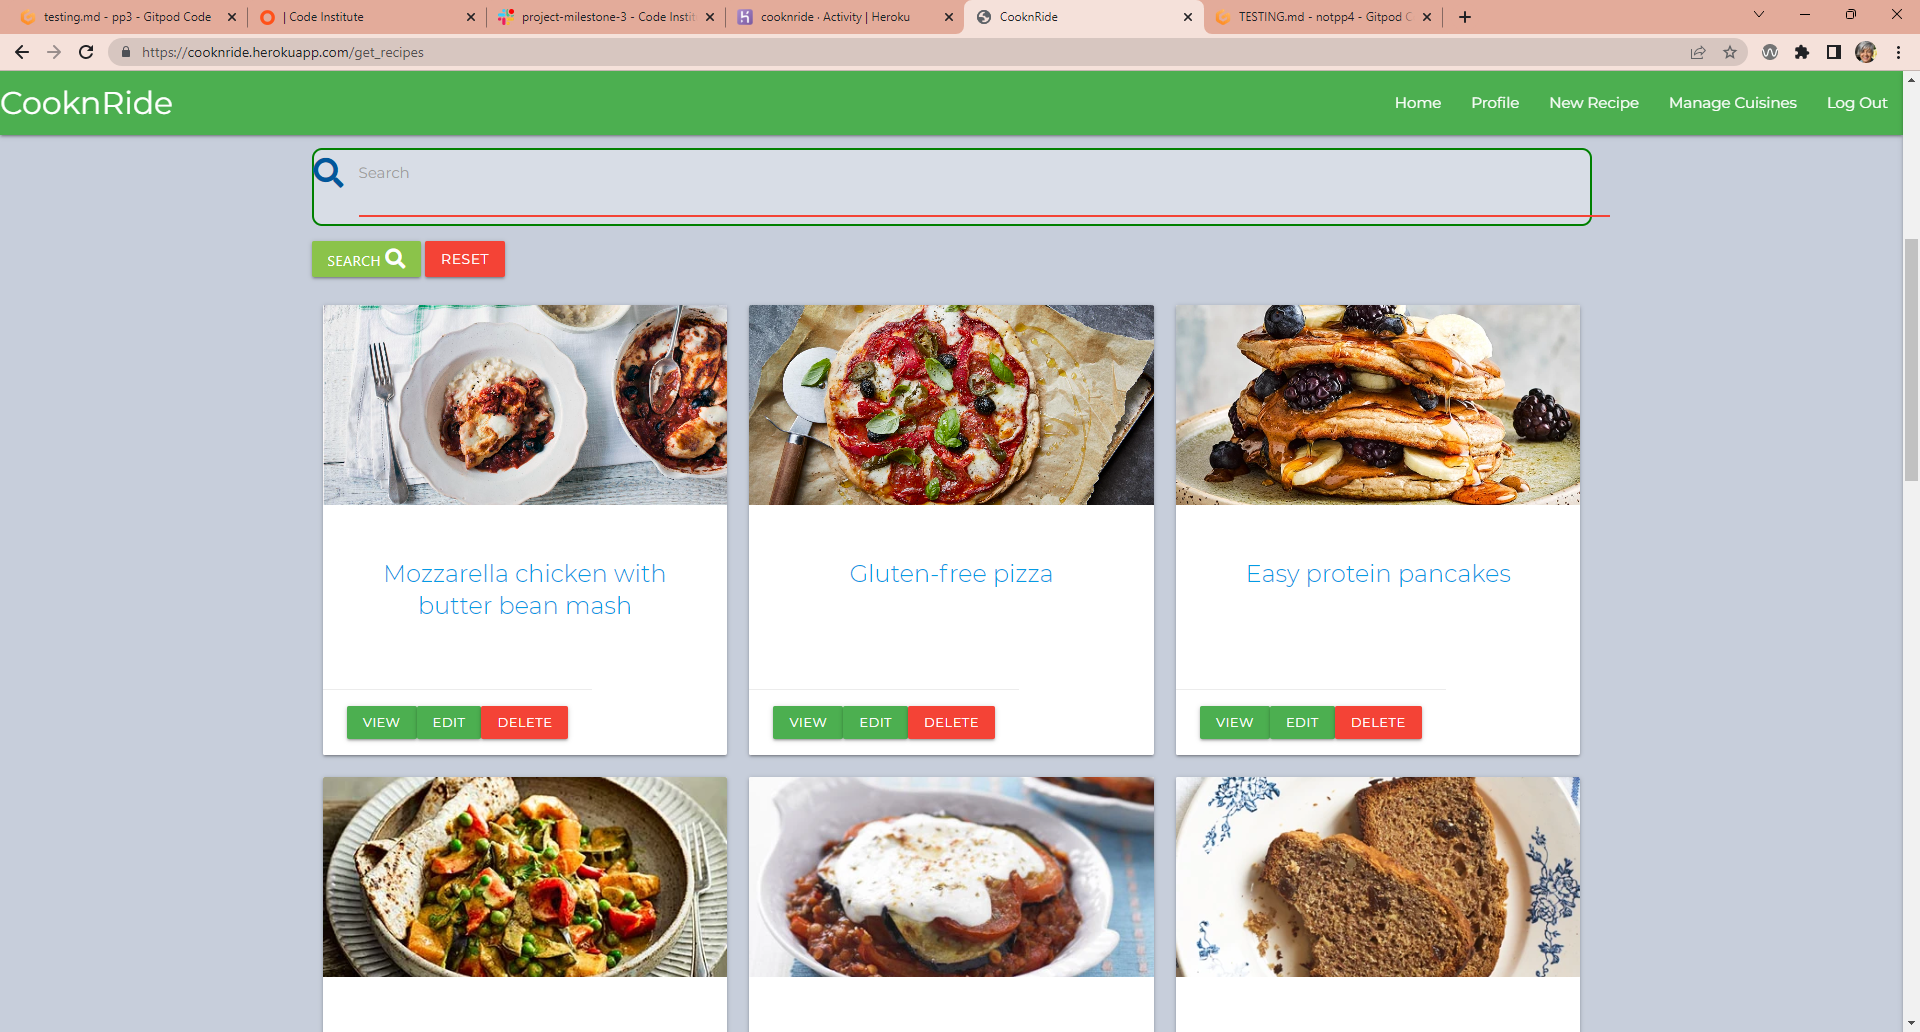 testing.md - pp3 - Gitpod Code
| Code Institute
project-milestone-3 - Code Instit
cooknride · Activity | Heroku
CooknRide
TESTING.md - notpp4 - Gitpod C
https://cooknride.herokuapp.com/get_recipes
CooknRide
Home
Profile
New Recipe
Manage Cuisines
Log Out
Search
SEARCH
RESET
Mozzarella chicken with
butter bean mash
Gluten-free pizza
Easy protein pancakes
VIEW EDIT DELETE
VIEW EDIT DELETE
VIEW EDIT DELETE